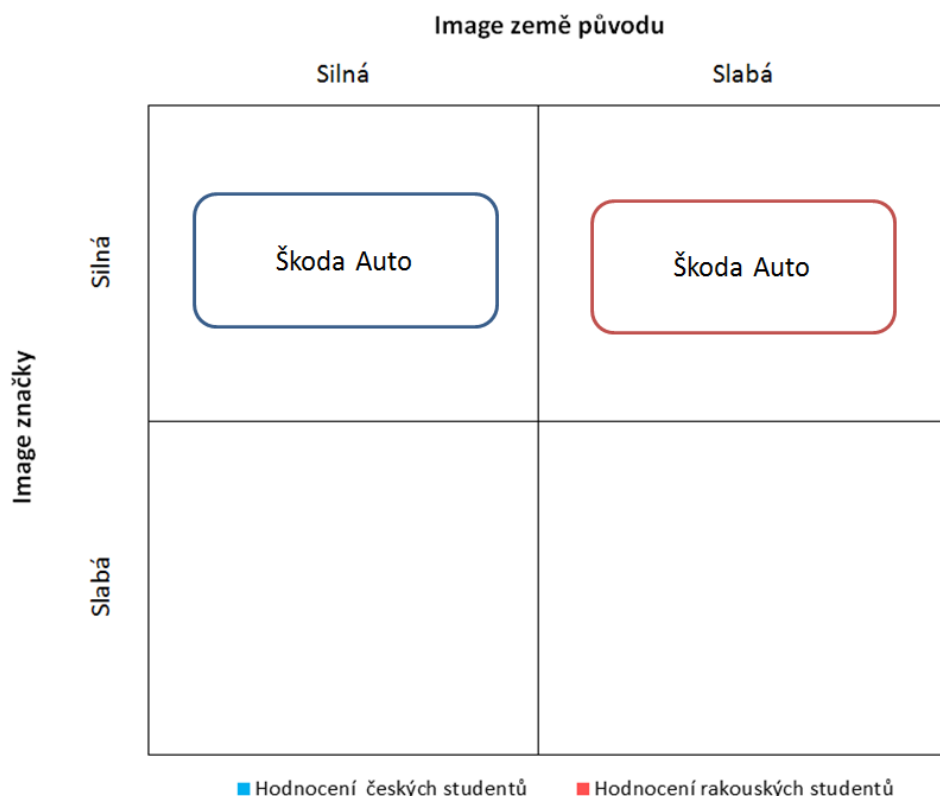 Image země původu
Silná
Slabá
Silná
Škoda Auto
Škoda Auto
Image značky
Slabá
Hodnocení českých studentů
Hodnocení rakouských studentů